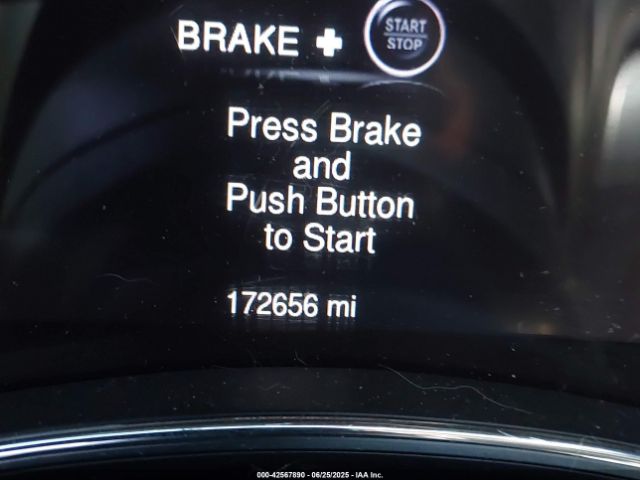 BRAKE + START STOP
Press Brake
and
Push Button
to Start
172656 mi
000-42567890 - 06/25/2025 - IAA Inc.